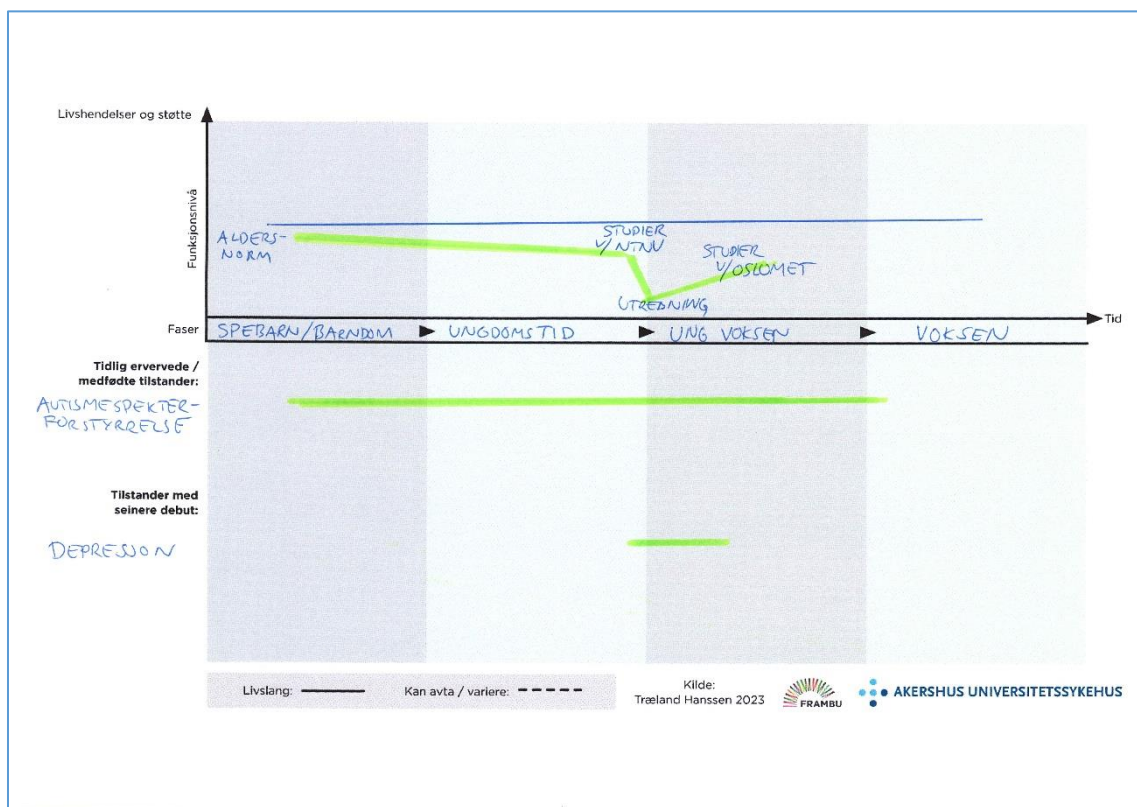 Livshendelser og støtte
Funksjonsnivå
ALDERS-
NORM
STUDIER
V/NTNU
STUDIER
V/OSLOMET
UTREDNING
Tid
Faser
SPEBARN/BARNDOM
UNGDOMSTID
UNG VOKSEN
VOKSEN
Tidlig ervervede /
medfødte tilstander:
AUTISMESPEKTER-
FORSTYRRELSE
Tilstander med
seinere debut:
DEPRESJON
Livslang:
Kan avta / variere:
Kilde:
Træland Hanssen 2023
FRAMBU
AKERSHUS UNIVERSITETSSYKEHUS